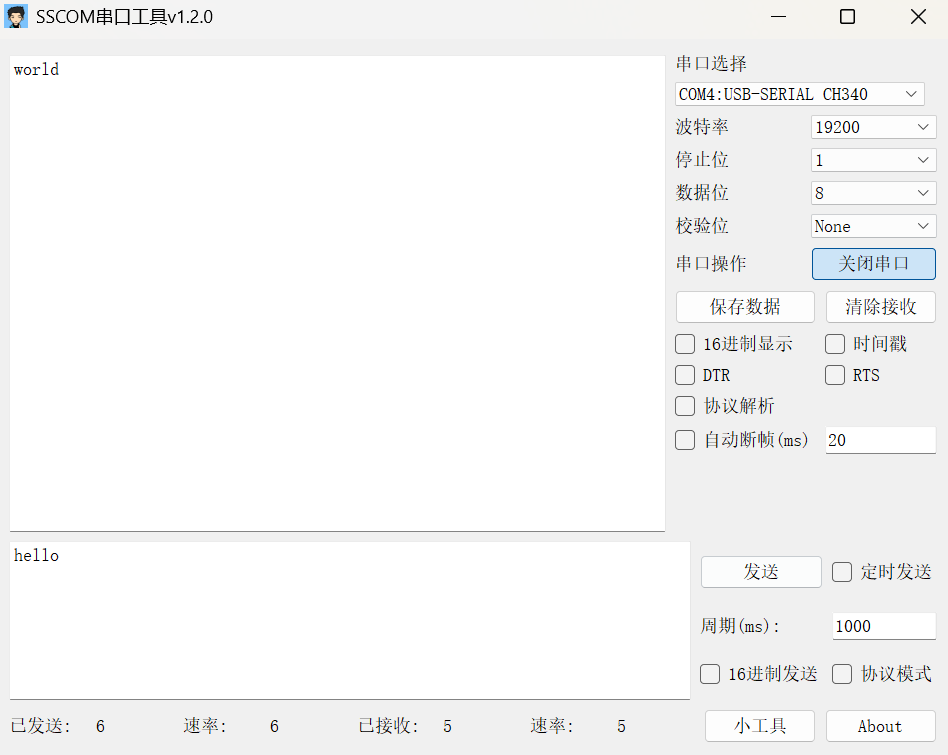 SSCOM串口工具v1.2.0
world
串口选择
COM4:USB-SERIAL CH340
波特率 19200
停止位 1
数据位 8
校验位 None
串口操作 关闭串口
保存数据 清除接收
16进制显示 时间戳
DTR RTS
协议解析
自动断帧(ms) 20
hello
发送 定时发送
周期(ms): 1000
16进制发送 协议模式
已发送: 6 速率: 6 已接收: 5 速率: 5 小工具 About